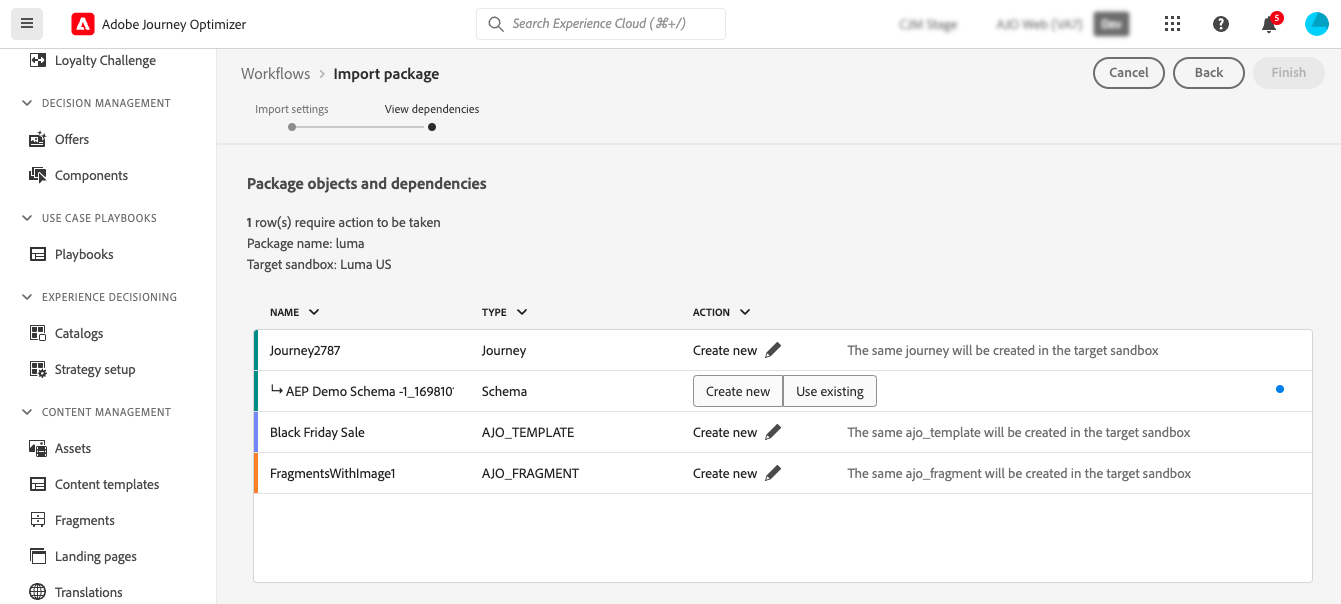 Adobe Journey Optimizer
Search Experience Cloud (⌘+/)
5
Loyalty Challenge
DECISION MANAGEMENT
Offers
Components
USE CASE PLAYBOOKS
Playbooks
EXPERIENCE DECISIONING
Catalogs
Strategy setup
CONTENT MANAGEMENT
Assets
Content templates
Fragments
Landing pages
Translations
Workflows > Import package
Cancel
Back
Finish
Import settings
View dependencies
Package objects and dependencies
1 row(s) require action to be taken
Package name: luma
Target sandbox: Luma US
NAME TYPE ACTION
Journey2787 Journey Create new The same journey will be created in the target sandbox
AEP Demo Schema -1_169810 Schema Create new Use existing
Black Friday Sale AJO_TEMPLATE Create new The same ajo_template will be created in the target sandbox
FragmentsWithImage1 AJO_FRAGMENT Create new The same ajo_fragment will be created in the target sandbox